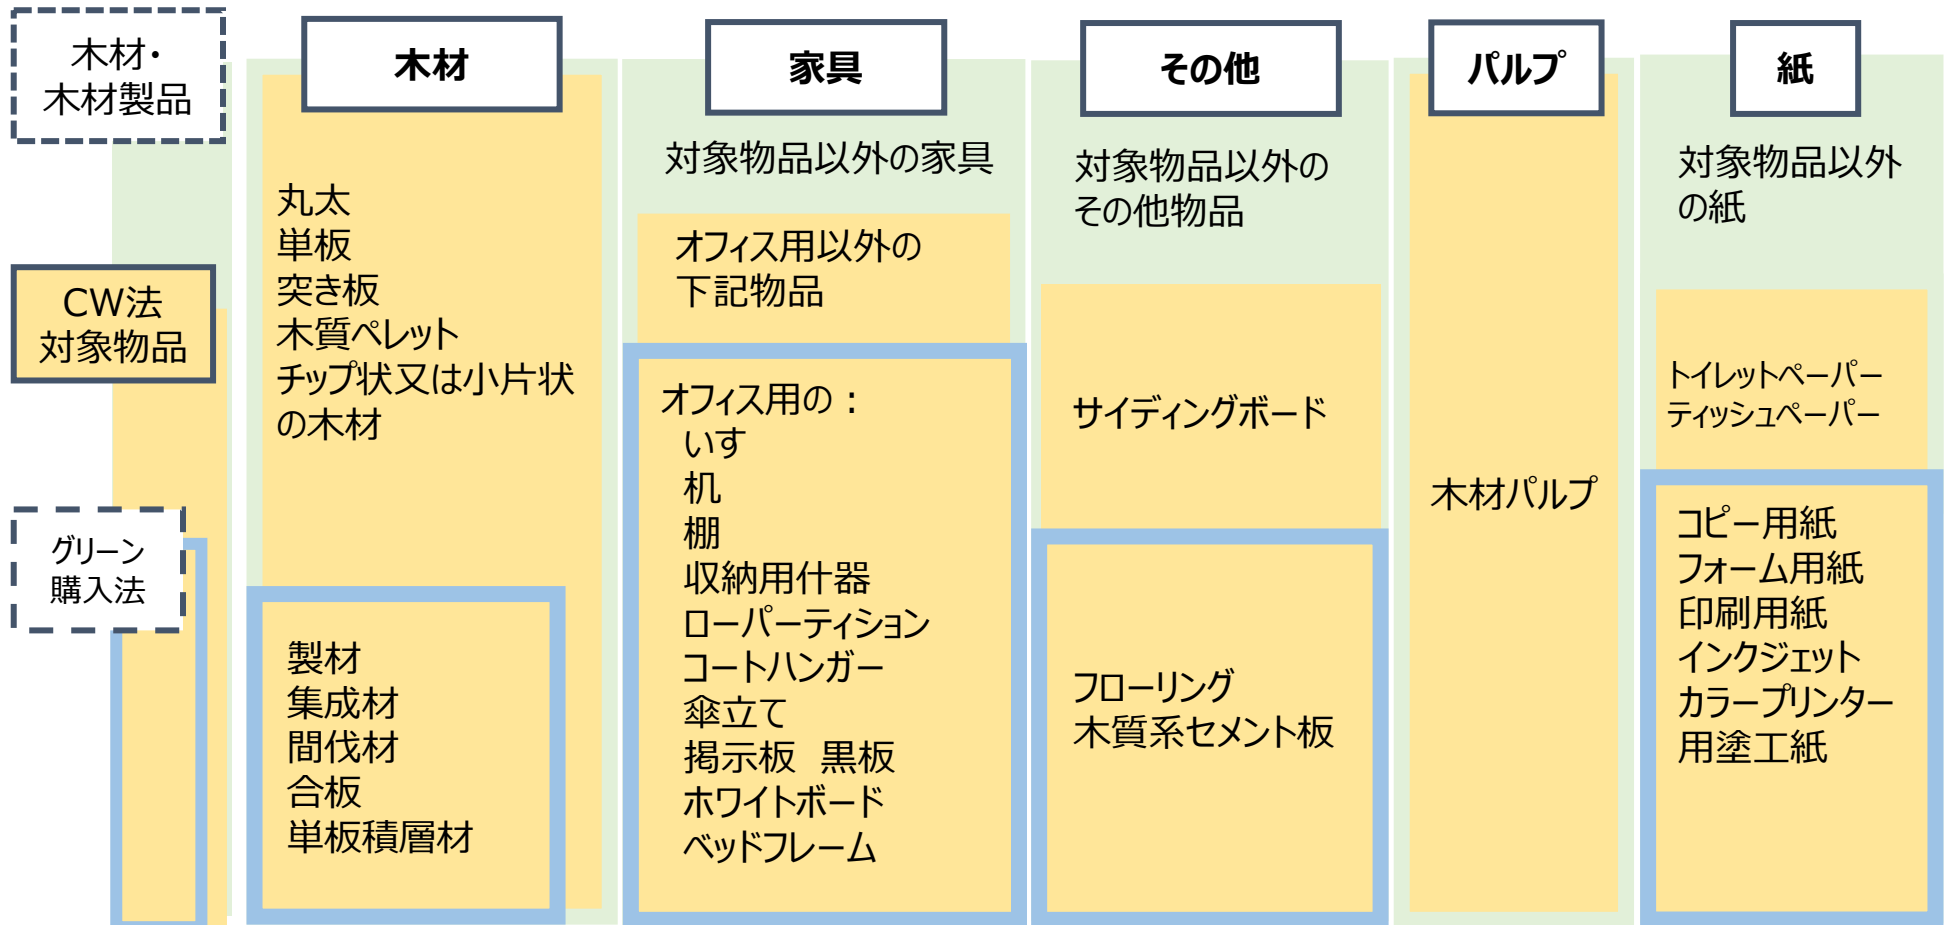 木材・
木材製品
CW法
対象物品
グリーン
購入法
木材
丸太
単板
突き板
木質ペレット
チップ状又は小片状
の木材
製材
集成材
間伐材
合板
単板積層材
家具
対象物品以外の家具
オフィス用以外の
下記物品
オフィス用の：
いす
机
棚
収納用什器
ローパーティション
コートハンガー
傘立て
掲示板　黒板
ホワイトボード
ベッドフレーム
その他
対象物品以外の
その他物品
サイディングボード
フローリング
木質系セメント板
パルプ
木材パルプ
紙
対象物品以外
の紙
トイレットペーパー
ティッシュペーパー
コピー用紙
フォーム用紙
印刷用紙
インクジェット
カラープリンター
用塗工紙